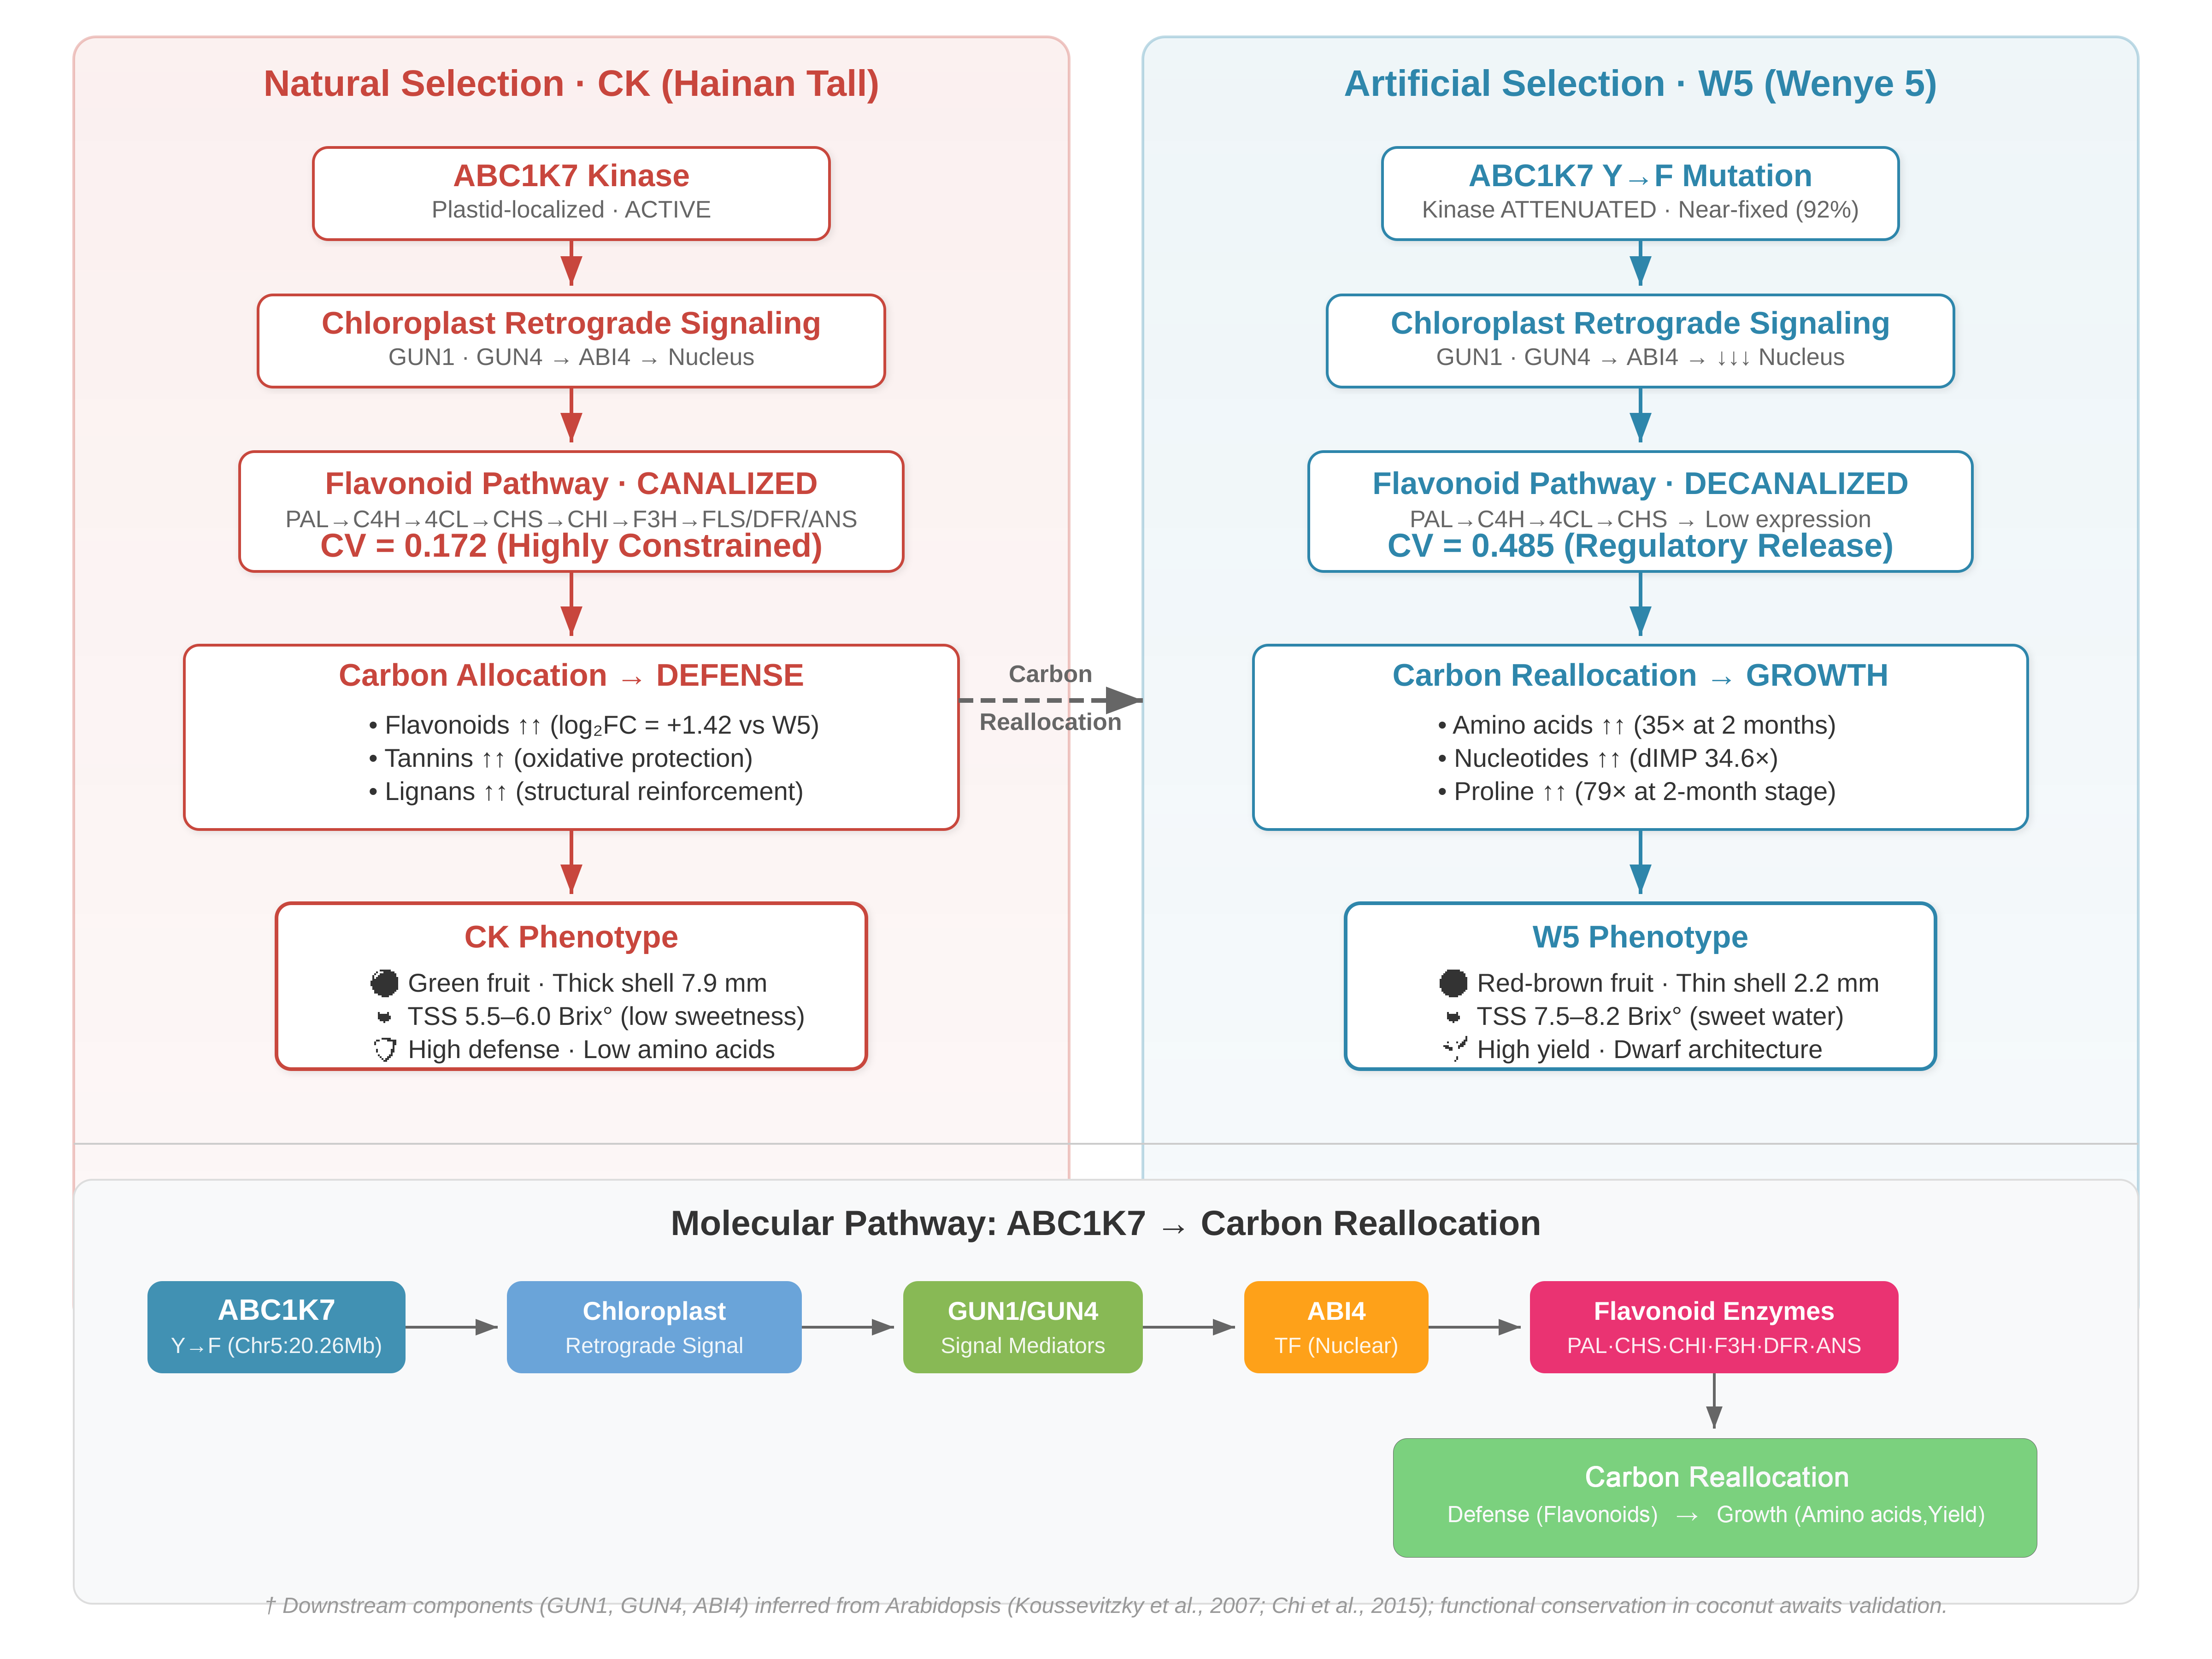 Natural Selection · CK (Hainan Tall)
ABC1K7 Kinase
Plastid-localized · ACTIVE
Chloroplast Retrograde Signaling
GUN1 · GUN4 → ABI4 → Nucleus
Flavonoid Pathway · CANALIZED
PAL→C4H→4CL→CHS→CHI→F3H→FLS/DFR/ANS
CV = 0.172 (Highly Constrained)
Carbon Allocation → DEFENSE
• Flavonoids ↑↑ (log₂FC = +1.42 vs W5)
• Tannins ↑↑ (oxidative protection)
• Lignans ↑↑ (structural reinforcement)
CK Phenotype
Green fruit · Thick shell 7.9 mm
TSS 5.5–6.0 Brix° (low sweetness)
High defense · Low amino acids
Carbon
Reallocation
Artificial Selection · W5 (Wenye 5)
ABC1K7 Y→F Mutation
Kinase ATTENUATED · Near-fixed (92%)
Chloroplast Retrograde Signaling
GUN1 · GUN4 → ABI4 → ↓↓↓ Nucleus
Flavonoid Pathway · DECANALIZED
PAL→C4H→4CL→CHS → Low expression
CV = 0.485 (Regulatory Release)
Carbon Reallocation → GROWTH
• Amino acids ↑↑ (35× at 2 months)
• Nucleotides ↑↑ (dIMP 34.6×)
• Proline ↑↑ (79× at 2-month stage)
W5 Phenotype
Red-brown fruit · Thin shell 2.2 mm
TSS 7.5–8.2 Brix° (sweet water)
High yield · Dwarf architecture
Molecular Pathway: ABC1K7 → Carbon Reallocation
ABC1K7
Y→F (Chr5:20.26Mb)
Chloroplast
Retrograde Signal
GUN1/GUN4
Signal Mediators
ABI4
TF (Nuclear)
Flavonoid Enzymes
PAL·CHS·CHI·F3H·DFR·ANS
Carbon Reallocation
Defense (Flavonoids) → Growth (Amino acids,Yield)
† Downstream components (GUN1, GUN4, ABI4) inferred from Arabidopsis (Koussevitzky et al., 2007; Chi et al., 2015); functional conservation in coconut awaits validation.